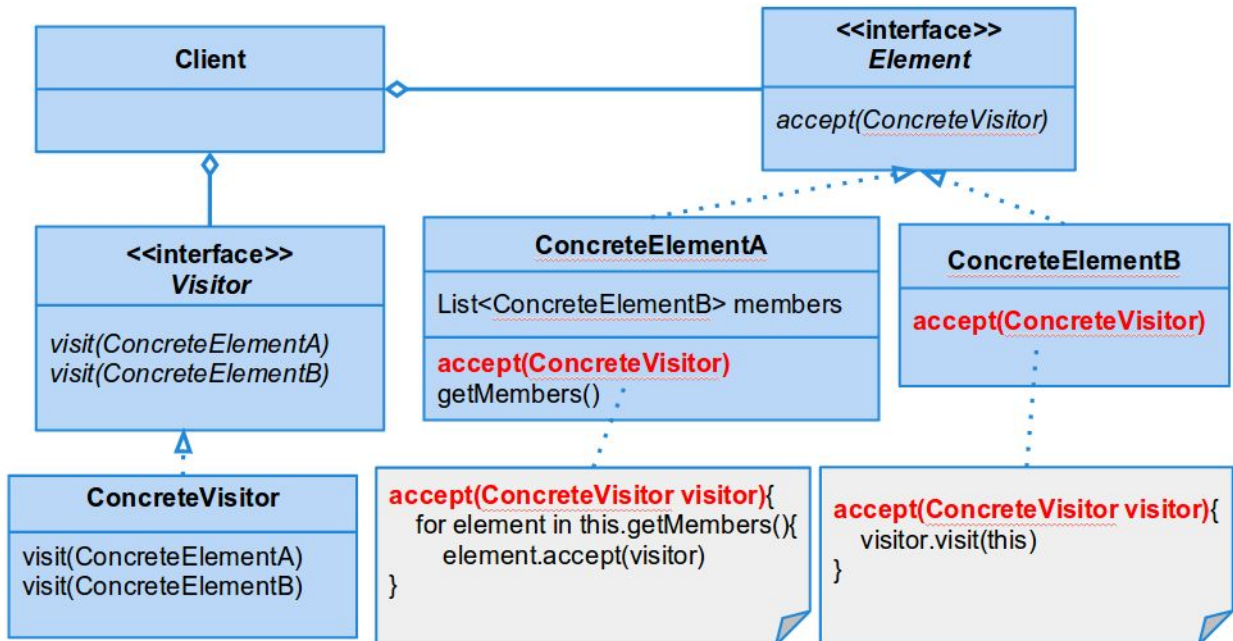 Client
<<interface>>
Element
accept(ConcreteVisitor)
<<interface>>
Visitor
visit(ConcreteElementA)
visit(ConcreteElementB)
ConcreteElementA
List<ConcreteElementB> members
accept(ConcreteVisitor)
getMembers()
ConcreteElementB
accept(ConcreteVisitor)
ConcreteVisitor
visit(ConcreteElementA)
visit(ConcreteElementB)
accept(ConcreteVisitor visitor){
for element in this.getMembers(){
element.accept(visitor)
}
accept(ConcreteVisitor visitor){
visitor.visit(this)
}